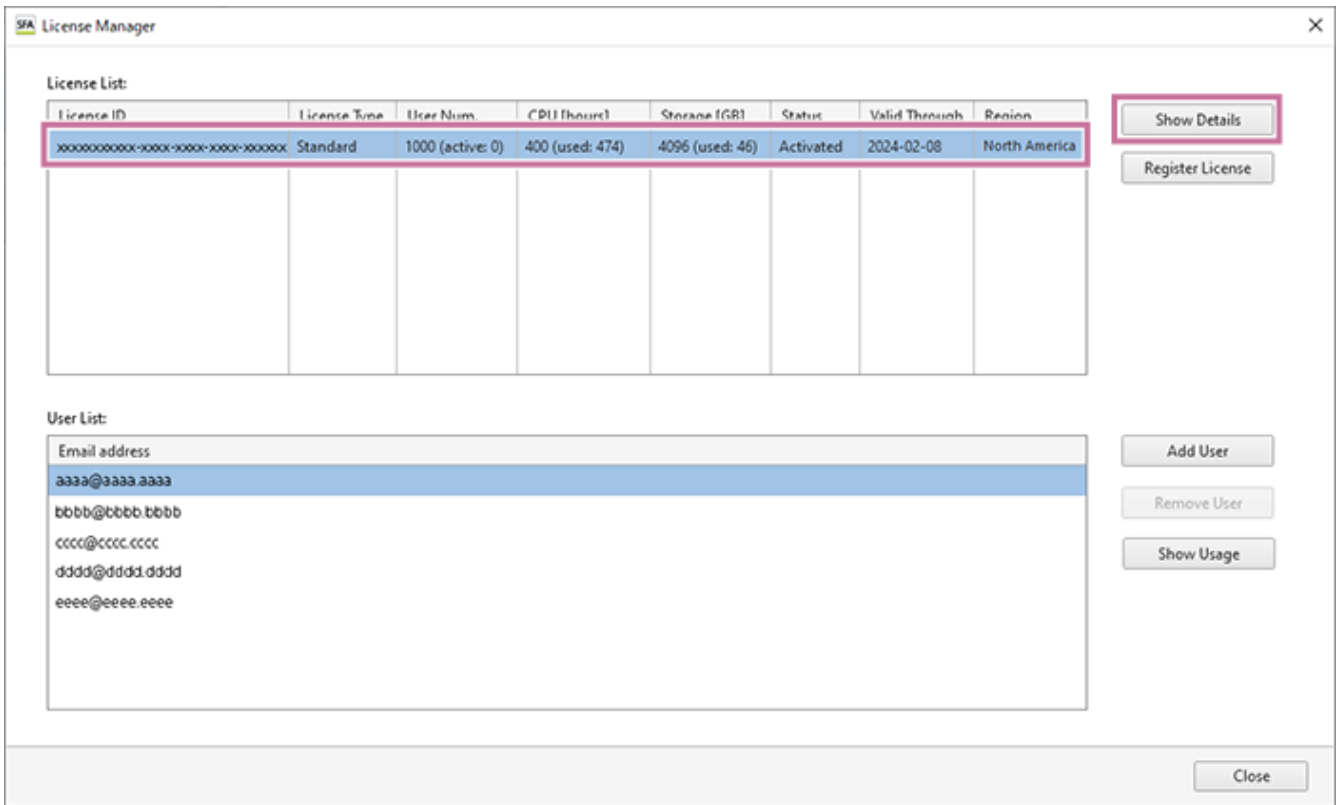 SFA License Manager
License List:
License ID License Type User Num. CPU [hours] Storage [GB] Status Valid Through Region
xxxxxxxxxxx-xxxx-xxxx-xxxx-xxxxxx Standard 1000 (active: 0) 400 (used: 474) 4096 (used: 46) Activated 2024-02-08 North America
Show Details
Register License
User List:
Email address
aaaa@aaaa.aaaa
bbbb@bbbb.bbbb
cccc@cccc.cccc
dddd@dddd.dddd
eeee@eeee.eeee
Add User
Remove User
Show Usage
Close